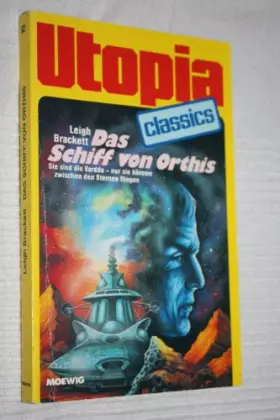 Utopia
classics
Leigh
Brackett
Das
Schiff von Orthis
Sie sind die Vardda – nur sie können
zwischen den Sternen fliegen
MOEWIG
Leigh Brackett DAS SCHIFF VON ORTHIS